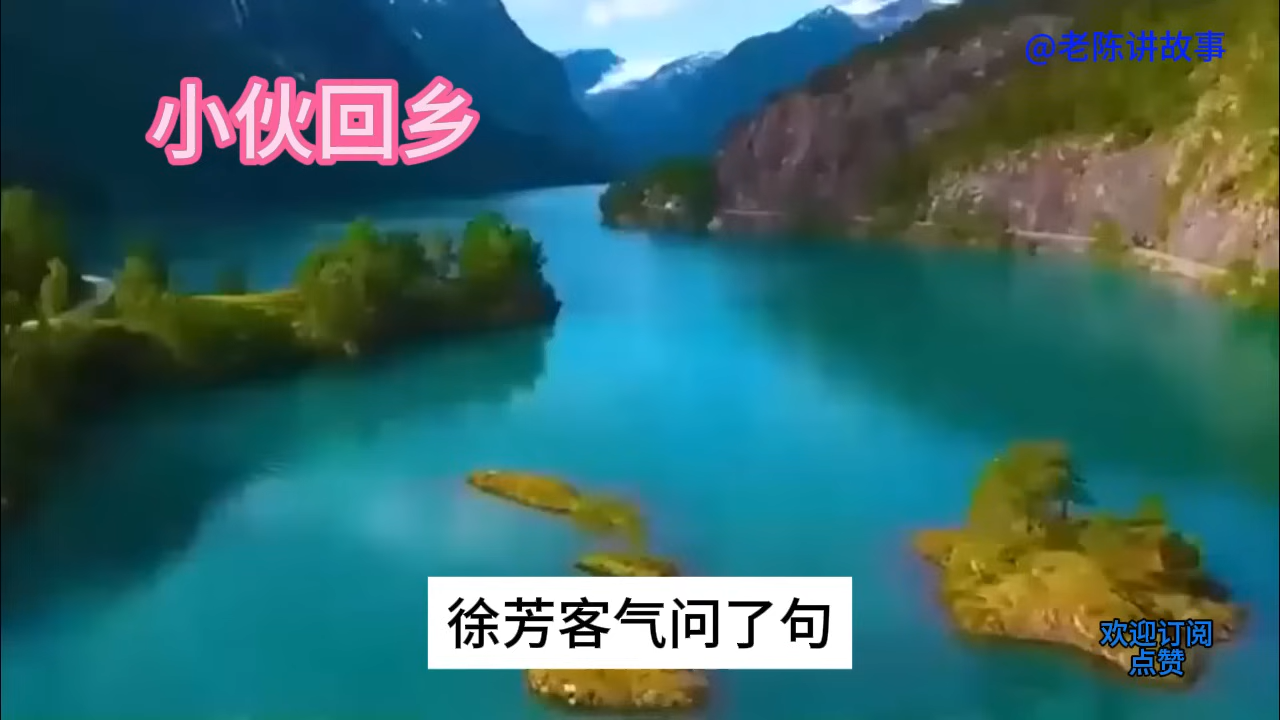 @老陈讲故事
小伙回乡
徐芳客气问了句
欢迎订阅
点赞